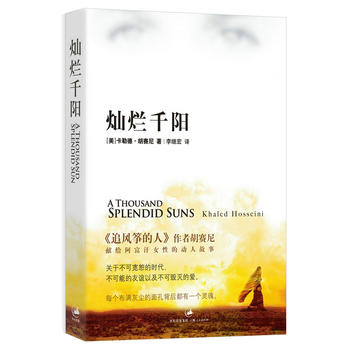 灿烂千阳
A THOUSAND
SPLENDID SUN
灿烂千阳
[美]卡勒德·胡赛尼 著 李继宏 译
A THOUSAND
SPLENDID SUNS
Khaled Hosseini
《追风筝的人》作者胡赛尼
献给阿富汗女性的动人故事
关于不可宽恕的时代,
不可能的友谊以及不可毁灭的爱。
每个布满灰尘的面孔背后都有一个灵魂。